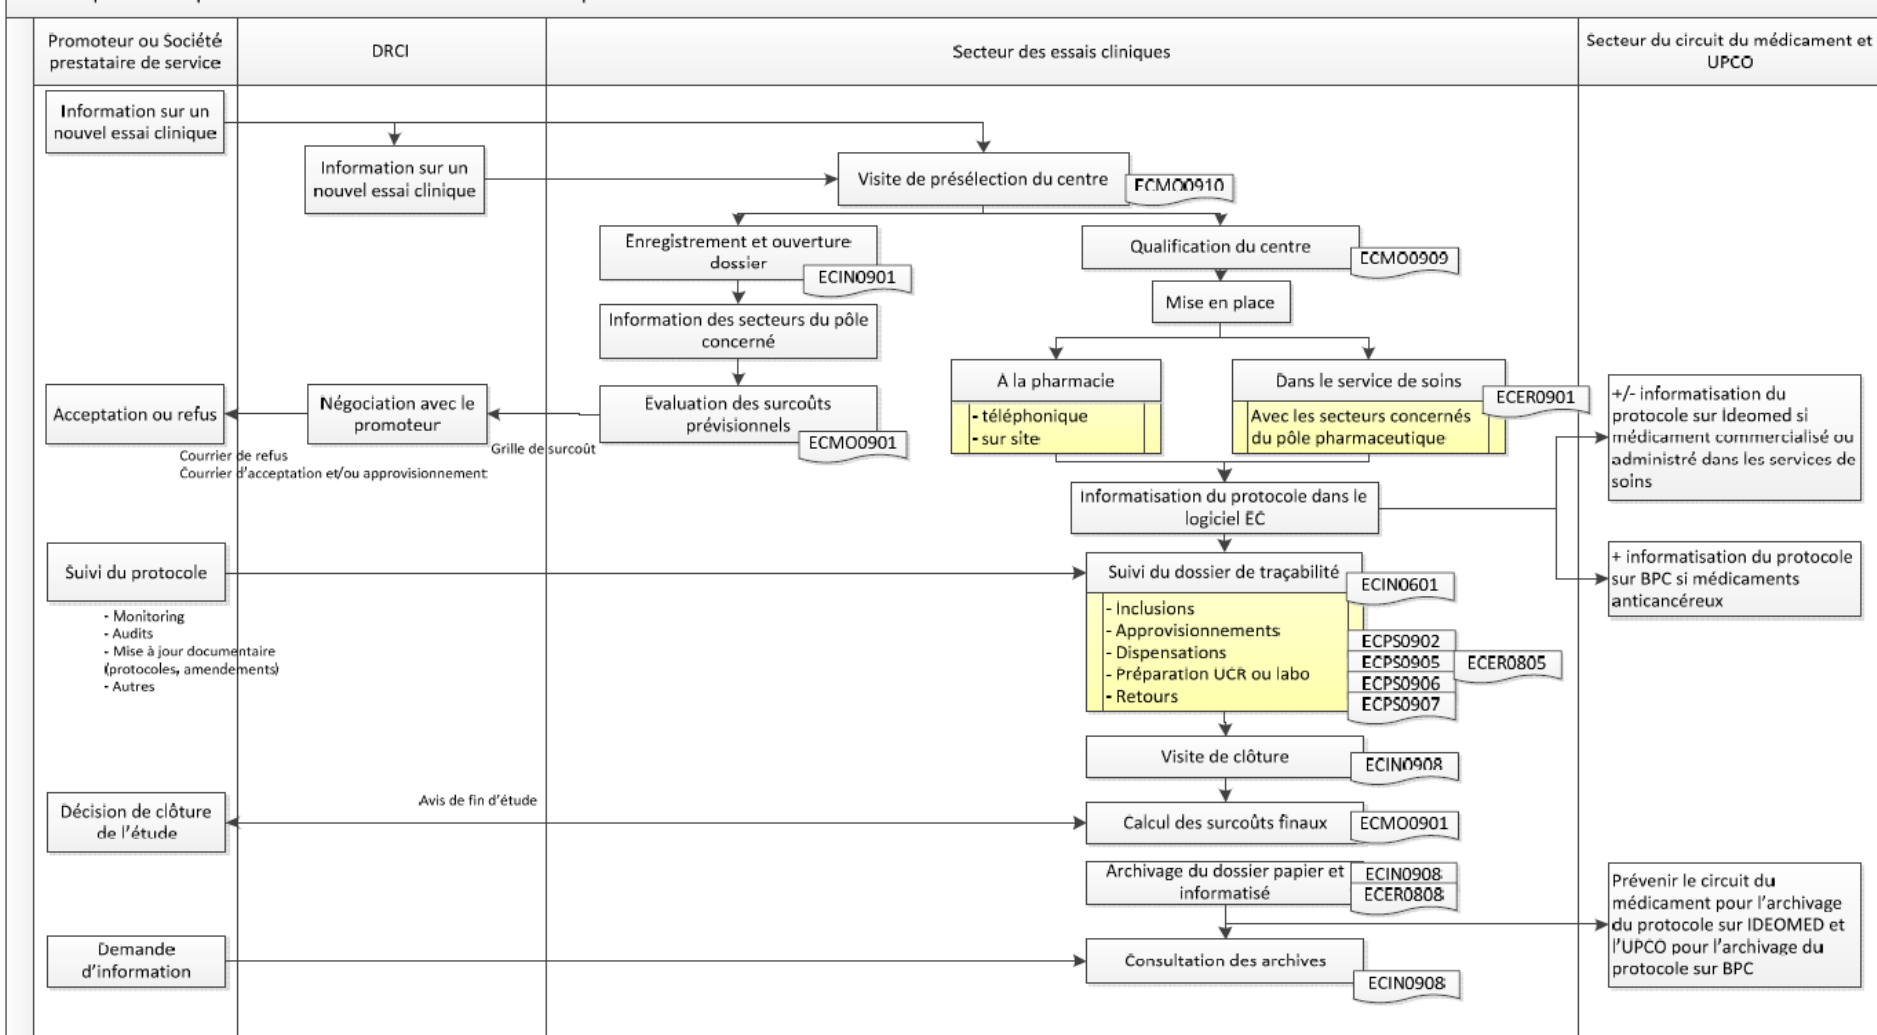 Promoteur ou Société
prestataire de service
DRCI
Secteur des essais cliniques
Secteur du circuit du médicament et
UPCO
Information sur un
nouvel essai clinique
Information sur un
nouvel essai clinique
Visite de présélection du centre
ECMO0910
Enregistrement et ouverture
dossier
ECIN0901
Qualification du centre
ECMO0909
Mise en place
Information des secteurs du pôle
concerné
A la pharmacie
- téléphonique
- sur site
Dans le service de soins
ECER0901
Avec les secteurs concernés
du pôle pharmaceutique
Acceptation ou refus
Négociation avec le
promoteur
Evaluation des surcoûts
prévisionnels
ECMO0901
Grille de surcoût
Courrier de refus
Courrier d'acceptation et/ou approvisionnement
+/- informatisation du
protocole sur Ideomed si
médicament commercialisé ou
administré dans les services de
soins
Informatisation du protocole dans le
logiciel EC
+ informatisation du protocole
sur BPC si médicaments
anticancéreux
Suivi du protocole
- Monitoring
- Audits
- Mise à jour documentaire
(protocoles, amendements)
- Autres
Suivi du dossier de traçabilité
ECIN0601
- Inclusions
- Approvisionnements
- Dispensations
- Préparation UCR ou labo
- Retours
ECPS0902
ECPS0905
ECPS0906
ECPS0907
ECER0805
Visite de clôture
ECIN0908
Décision de clôture
de l'étude
Avis de fin d'étude
Calcul des surcoûts finaux
ECMO0901
Archivage du dossier papier et
informatisé
ECIN0908
ECER0808
Prévenir le circuit du
médicament pour l'archivage
du protocole sur IDEOMED et
l'UPCO pour l'archivage du
protocole sur BPC
Demande
d'information
Consultation des archives
ECIN0908